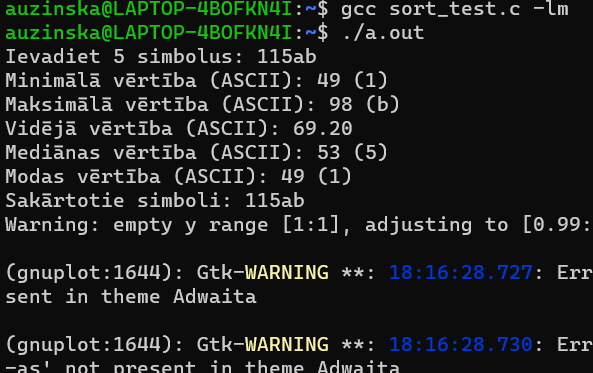 auzinska@LAPTOP-4BOFKN4I:~$ gcc sort_test.c -lm
auzinska@LAPTOP-4BOFKN4I:~$ ./a.out
Ievadiet 5 simbolus: 115ab
Minimālā vērtība (ASCII): 49 (1)
Maksimālā vērtība (ASCII): 98 (b)
Vidējā vērtība (ASCII): 69.20
Mediānas vērtība (ASCII): 53 (5)
Modas vērtība (ASCII): 49 (1)
Sakārtotie simboli: 115ab
Warning: empty y range [1:1], adjusting to [0.99:
(gnuplot:1644): Gtk-WARNING **: 18:16:28.727: Err
sent in theme Adwaita
(gnuplot:1644): Gtk-WARNING **: 18:16:28.730: Err
-as' not present in theme Adwaita